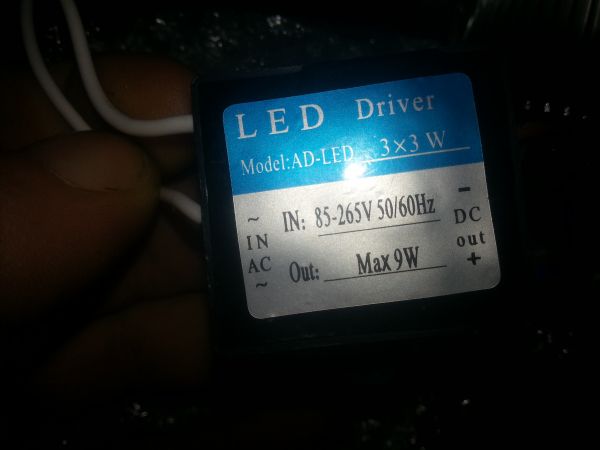 LED Driver
Model:AD-LED 3×3 W
~
IN
AC
~
IN: 85-265V 50/60Hz
Out: Max 9W
-
DC
out
+